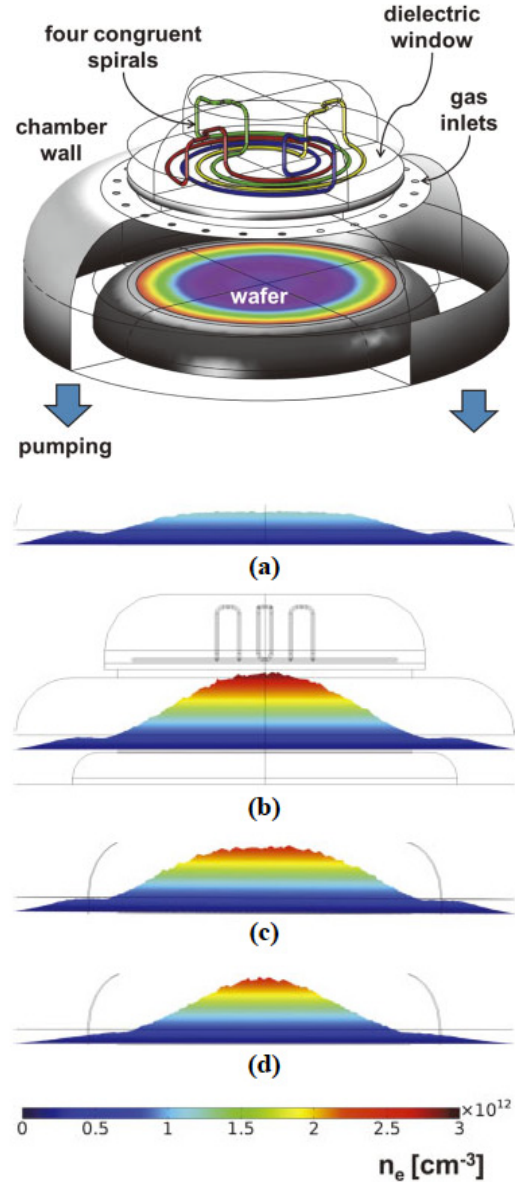 four congruent
spirals
dielectric
window
gas
inlets
chamber
wall
wafer
pumping
(a)
(b)
(c)
(d)
×10¹²
0 0.5 1 1.5 2 2.5 3
nₑ [cm⁻³]